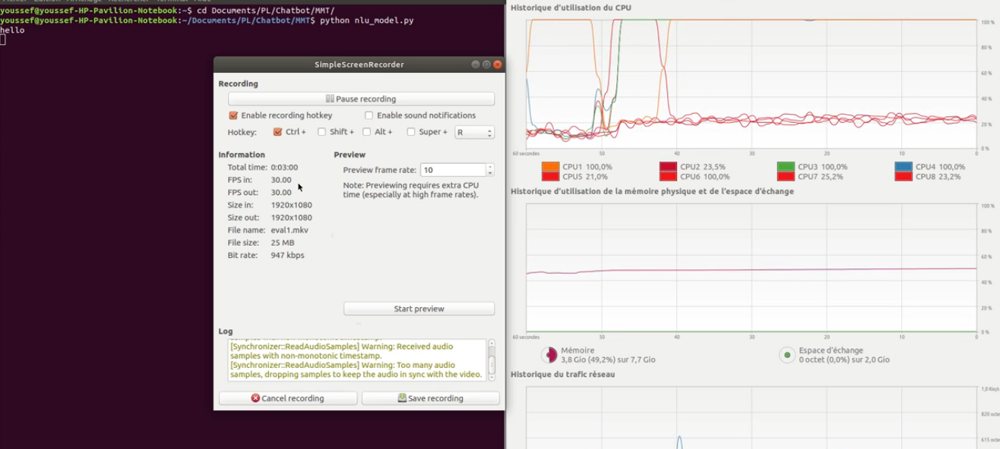 youssef@youssef-HP-Pavilion-Notebook:~$ cd Documents/PL/Chatbot/MMT/
youssef@youssef-HP-Pavilion-Notebook:~/Documents/PL/Chatbot/MMT$ python nlu_model.py
hello
SimpleScreenRecorder
Recording
Pause recording
Enable recording hotkey
Enable sound notifications
Hotkey: Ctrl + Shift + Alt + Super + R
Information
Total time: 0:03:00
FPS in: 30.00
FPS out: 30.00
Size in: 1920x1080
Size out: 1920x1080
File name: eval1.mkv
File size: 25 MB
Bit rate: 947 kbps
Preview
Preview frame rate: 10
Note: Previewing requires extra CPU
time (especially at high frame rates).
Start preview
Log
[Synchronizer::ReadAudioSamples] Warning: Received audio
samples with non-monotonic timestamp.
[Synchronizer::ReadAudioSamples] Warning: Too many audio
samples, dropping samples to keep the audio in sync with the video.
Cancel recording
Save recording
Historique d'utilisation du CPU
100 %
80 %
60 %
40 %
20 %
0 %
60 secondes 50 40 30 20 10 0
CPU1 100,0% CPU2 23,5% CPU3 100,0% CPU4 100,0%
CPU5 21,0% CPU6 100,0% CPU7 25,2% CPU8 23,2%
Historique d'utilisation de la mémoire physique et de l'espace d'échange
100 %
80 %
60 %
40 %
20 %
0 %
60 secondes 50 40 30 20 10 0
Mémoire
3,8 Gio (49,2%) sur 7,7 Gio
Espace d'échange
0 octet (0,0%) sur 2,0 Gio
Historique du trafic réseau
1,0 Kio/s
820 octe
615 octe